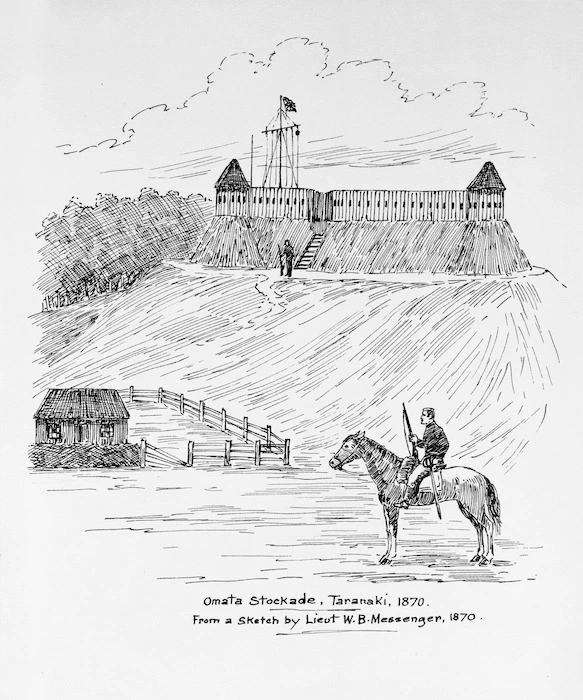 Omata Stockade, Taranaki, 1870.
From a Sketch by Lieut W.B. Messenger, 1870.